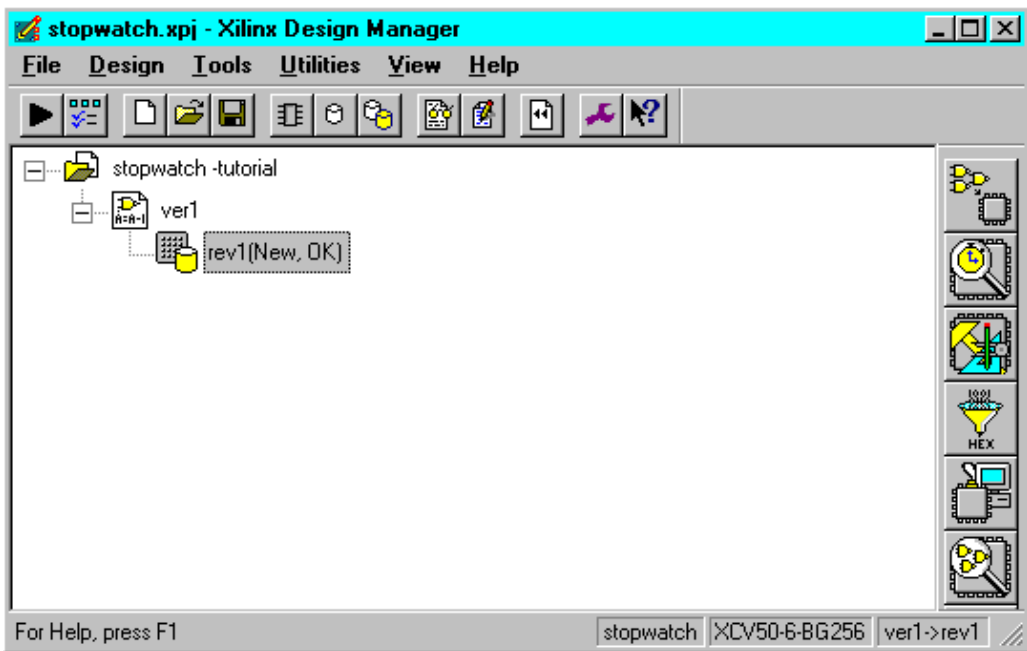 stopwatch.xpj - Xilinx Design Manager
File Design Tools Utilities View Help
stopwatch -tutorial
ver1
rev1(New, OK)
HEX
For Help, press F1 stopwatch XCV50-6-BG256 ver1->rev1